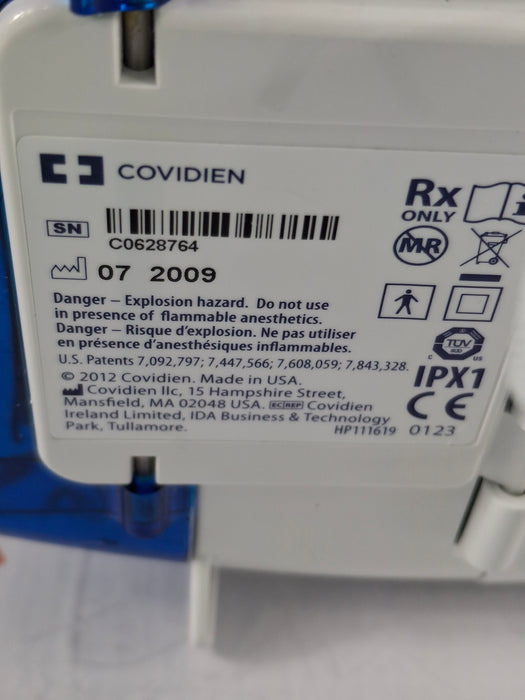 COVIDIEN
SN
C0628764
07 2009
Danger – Explosion hazard. Do not use
in presence of flammable anesthetics.
Danger – Risque d'explosion. Ne pas utiliser
en présence d'anesthésiques inflammables.
U.S. Patents 7,092,797; 7,447,566; 7,608,059; 7,843,328.
© 2012 Covidien. Made in USA.
Covidien llc, 15 Hampshire Street,
Mansfield, MA 02048 USA. EC REP Covidien
Ireland Limited, IDA Business & Technology
Park, Tullamore.
HP111619
Rx
ONLY
i
MR
TÜV
SÜD
C US
IPX1
CE
0123